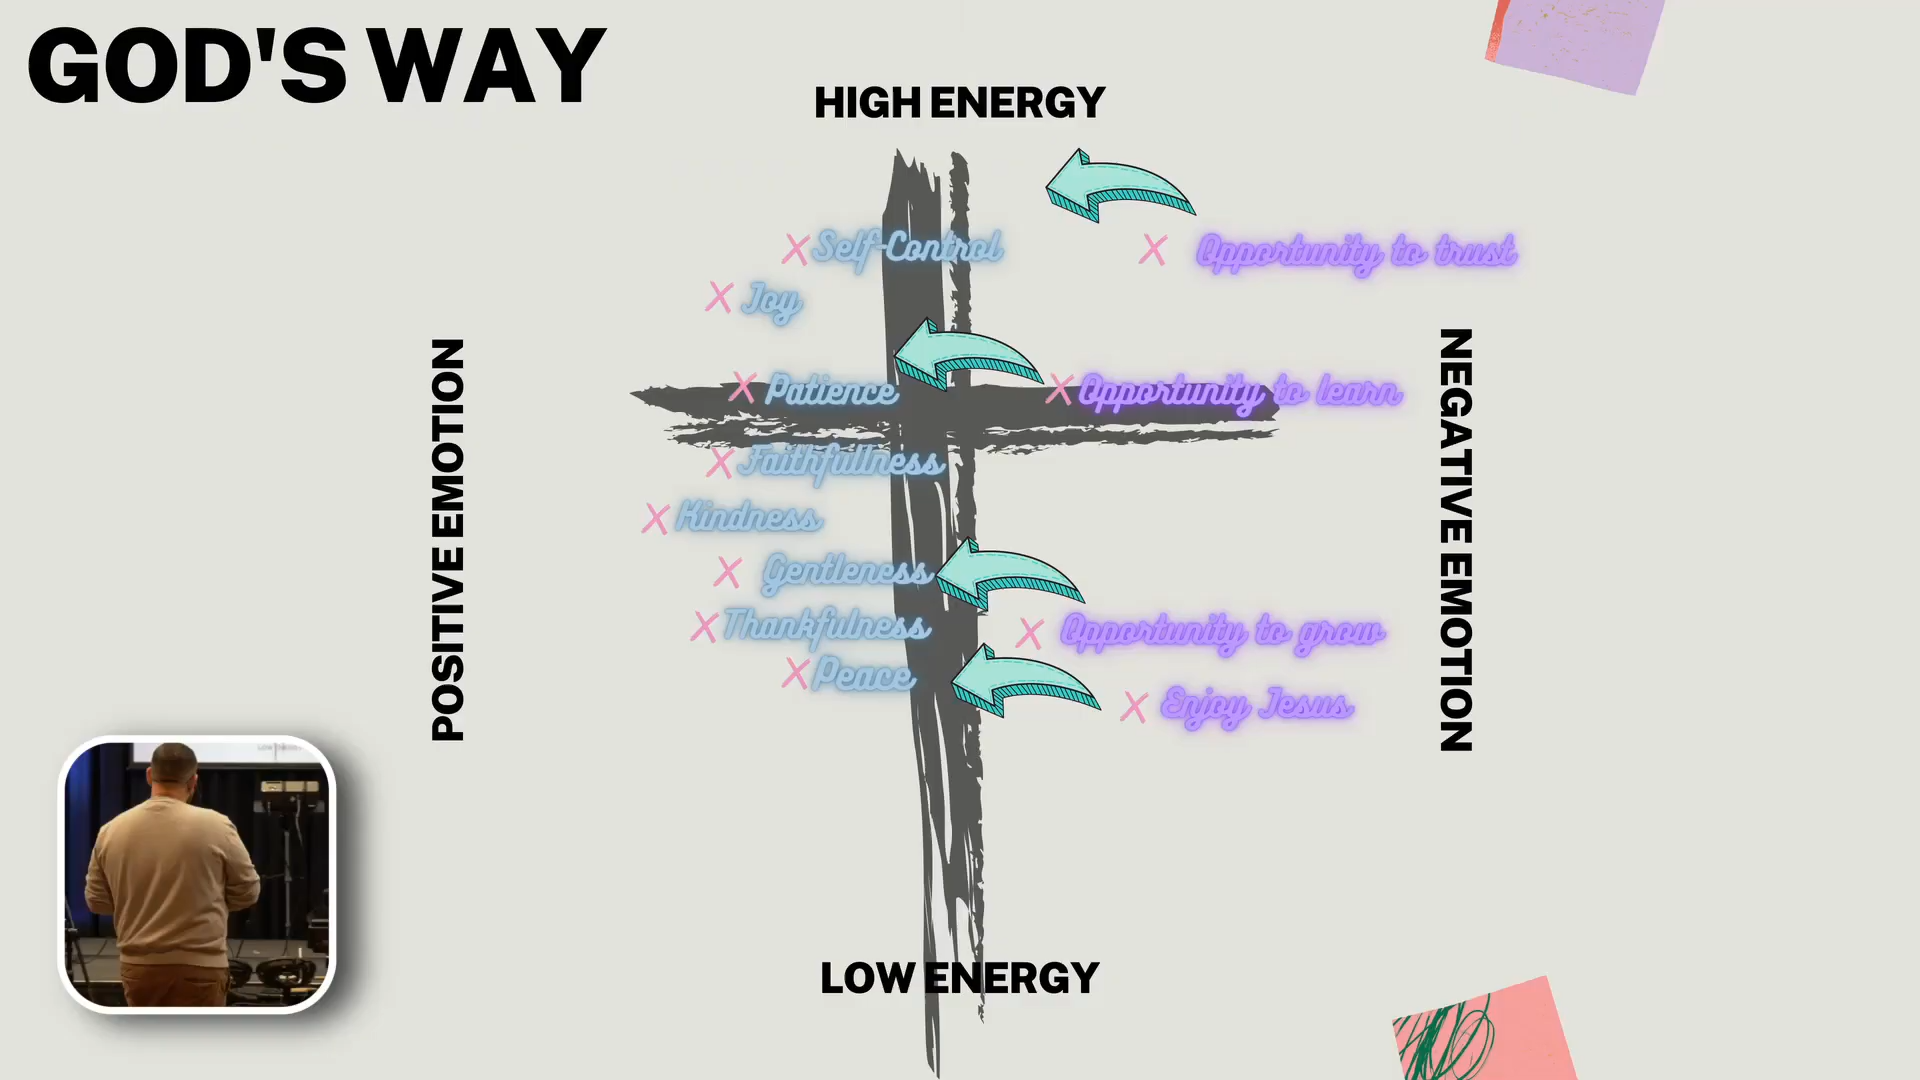 GOD'S WAY
HIGH ENERGY
Self-Control
Opportunity to trust
Joy
Patience
Opportunity to learn
Faithfullness
Kindness
Gentleness
Thankfulness
Opportunity to grow
Peace
Enjoy Jesus
POSITIVE EMOTION
NEGATIVE EMOTION
LOW ENERGY